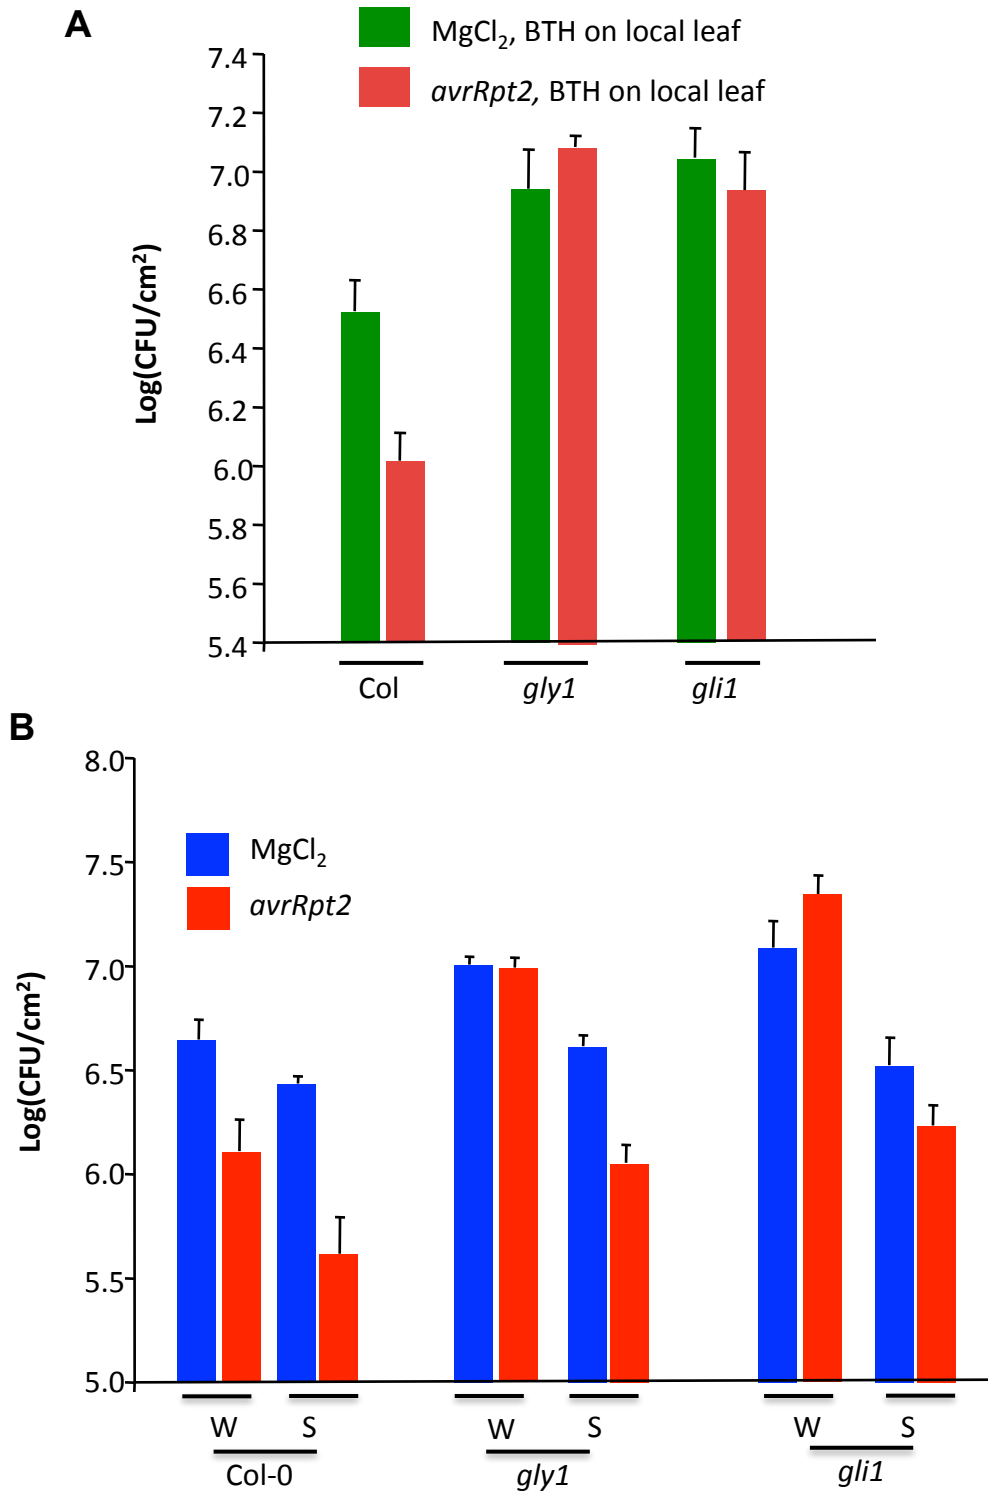 A
MgCl₂, BTH on local leaf
avrRpt2, BTH on local leaf
7.4
7.2
7.0
6.8
6.6
6.4
6.2
6.0
5.8
5.6
5.4
Log(CFU/cm²)
Col
gly1
gli1
B
8.0
7.5
7.0
6.5
6.0
5.5
5.0
MgCl₂
avrRpt2
Log(CFU/cm²)
W S W S W S
Col-0 gly1 gli1